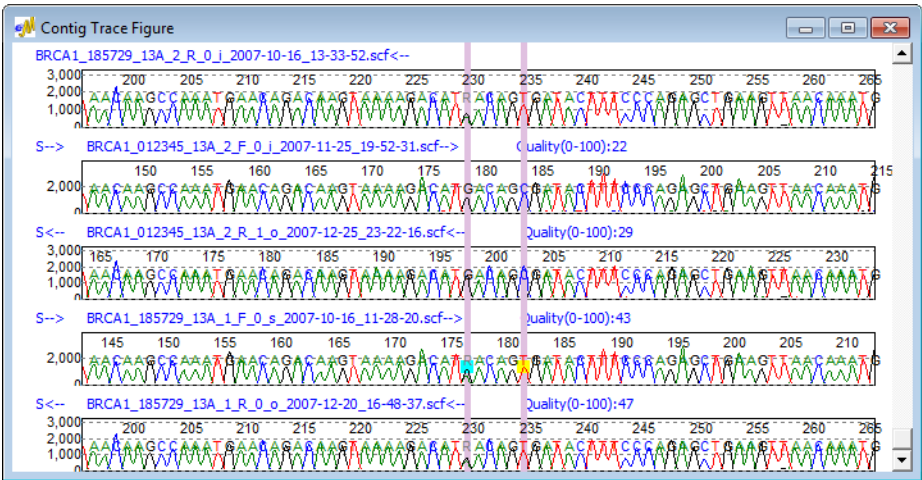 Contig Trace Figure
BRCA1_185729_13A_2_R_0_i_2007-10-16_13-33-52.scf<--
200 205 210 215 220 225 230 235 240 245 250 255 260 265
3,000
2,000
1,000
0
AACAAGCCAAATGAACAGACAAGTAAAAGACATRACAGTGATACTTTCCCAGAGCTGAAGTTAACAAATG
S--> BRCA1_012345_13A_2_F_0_i_2007-11-25_19-52-31.scf--> Quality(0-100):22
150 155 160 165 170 175 180 185 190 195 200 205 210 215
2,000
0
AACAAGCCAAATGAACAGACAAGTAAAAGACATGACAGCGATACTTTCCCAGAGCTGAAGTTAACAAATG
S<-- BRCA1_012345_13A_2_R_1_o_2007-12-25_23-22-16.scf<-- Quality(0-100):29
165 170 175 180 185 190 195 200 205 210 215 220 225 230
3,000
2,000
1,000
0
S--> BRCA1_185729_13A_1_F_0_s_2007-10-16_11-28-20.scf--> Quality(0-100):43
145 150 155 160 165 170 175 180 185 190 195 200 205 210
2,000
0
AACAAGCCAAATGAACAGACAAGTAAAAGACATRACAGTGATACTTTCCCAGAGCTGAAGTTAACAAATG
S<-- BRCA1_185729_13A_1_R_0_o_2007-12-20_16-48-37.scf<-- Quality(0-100):47
200 205 210 215 220 225 230 235 240 245 250 255 260 265
3,000
2,000
1,000
0
AACAAGCCAAATGAACAGACAAGTAAAAGACATRACAGTGATACTTTCCCAGAGCTGAAGTTAACAAATG